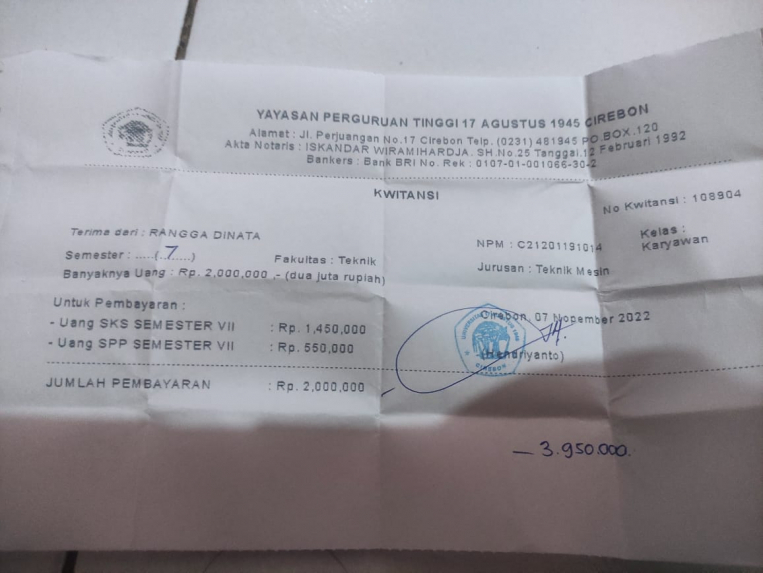 YAYASAN PERGURUAN TINGGI 17 AGUSTUS 1945 CIREBON
Alamat : Jl. Perjuangan No.17 Cirebon Telp. (0231) 481945 PO.BOX.120
Akta Notaris : ISKANDAR WIRAMIHARDJA. SH.No.25 Tanggal.12 Februari 1992
Bankers : Bank BRI No. Rek : 0107-01-001066-30-2
KWITANSI
No Kwitansi : 108904
Terima dari : RANGGA DINATA
NPM : C21201191014
Kelas : Karyawan
Semester : .....(..7.....)
Fakultas : Teknik
Jurusan : Teknik Mesin
Banyaknya Uang : Rp. 2,000,000 ,- (dua juta rupiah)
Untuk Pembayaran :
Cirebon, 07 Nopember 2022
- Uang SKS SEMESTER VII : Rp. 1,450,000
- Uang SPP SEMESTER VII : Rp. 550,000
JUMLAH PEMBAYARAN : Rp. 2,000,000
CIREBON
— 3.950.000.